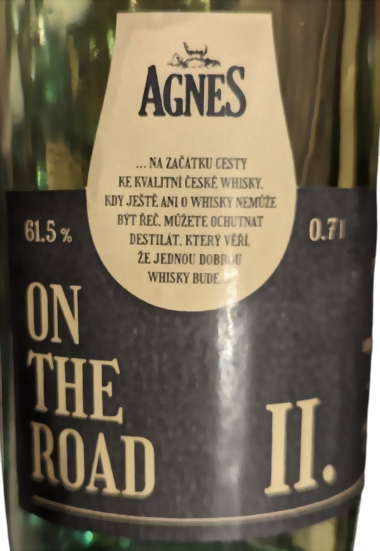 AGNES
... NA ZAČÁTKU CESTY
KE KVALITNÍ ČESKÉ WHISKY,
KDY JEŠTĚ ANI O WHISKY NEMŮŽE
BÝT ŘEČ, MŮŽETE OCHUTNAT
DESTILÁT, KTERÝ VĚŘÍ,
ŽE JEDNOU DOBROU
WHISKY BUDE...
61.5 %
0.7 l
ON
THE
ROAD
II.